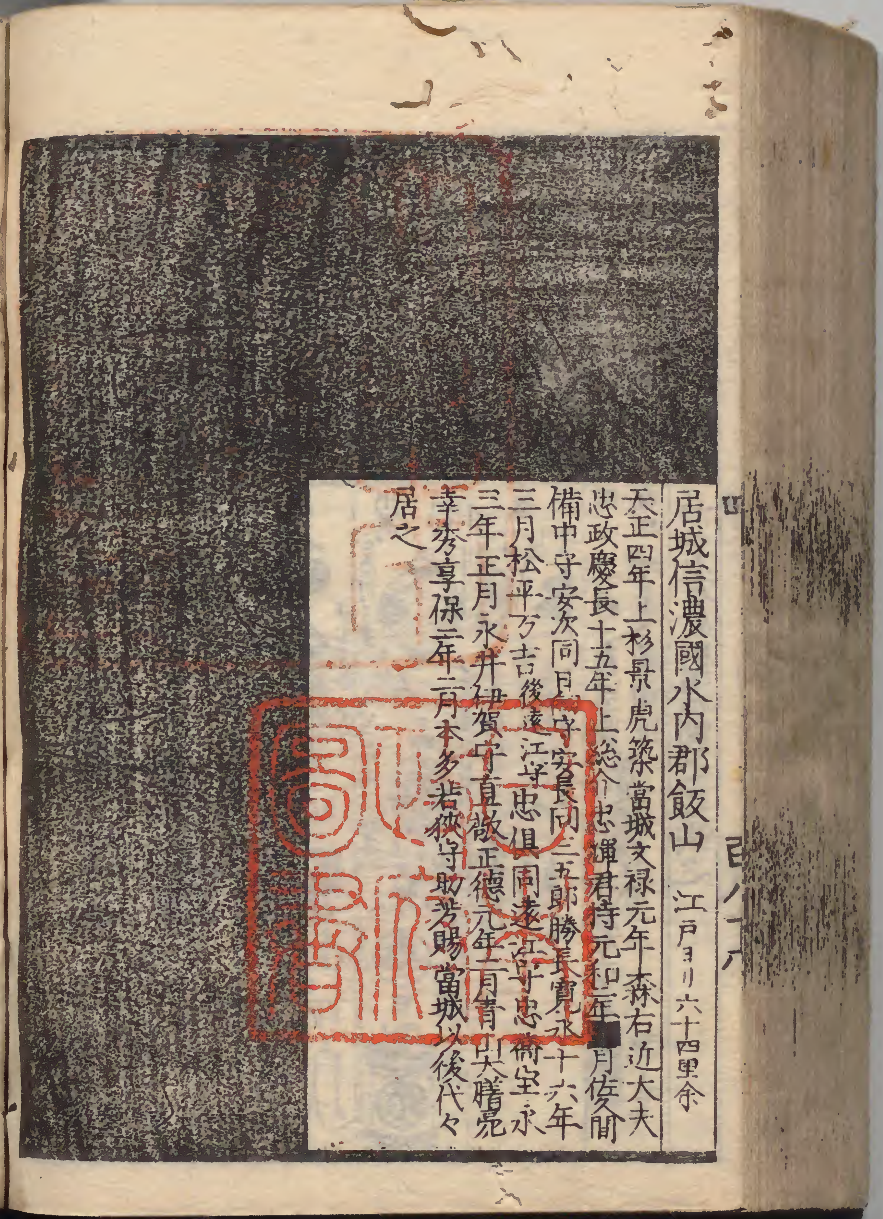 居城信濃國水内郡飯山 江戸ヨリ六十四里余
天正四年上杉景虎築當城文禄元年森右近大夫
忠政慶長十五年上総介忠輝君持元和二年 月佐久間
備中守安次同日 守安長同三五郎勝長寛永十六年
三月松平万吉後遠江守忠倶同遠江守忠喬宝永
三年正月永井伊賀守直敬正徳元年二月青山大膳亮
幸秀享保二年二月本多若狭守助芳賜當城以後代々
居之